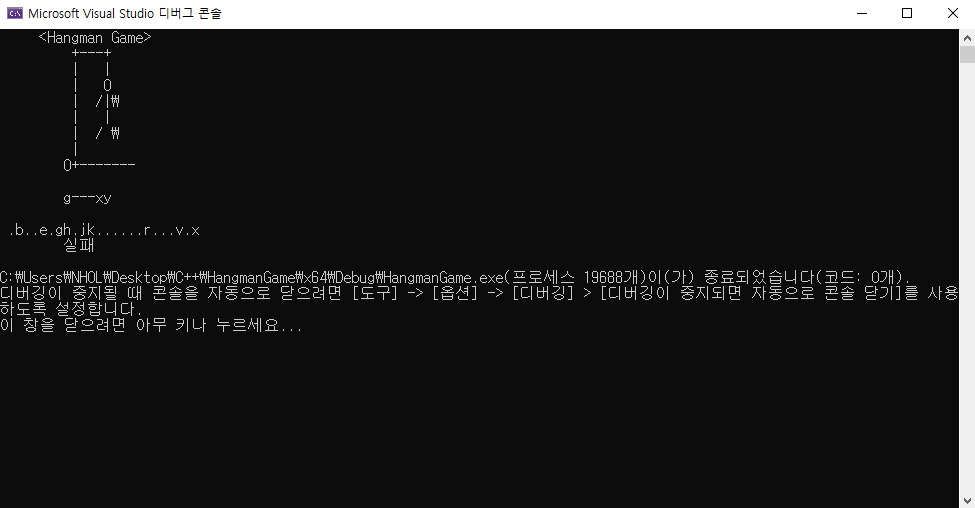 Microsoft Visual Studio 디버그 콘솔
<Hangman Game>
+---+
|   |
|   O
|  /|₩
|   |
|  / ₩
|
O+-------
g---xy
.b..e.gh.jk......r...v.x
실패
C:₩Users₩NHOL₩Desktop₩C++₩HangmanGame₩x64₩Debug₩HangmanGame.exe(프로세스 19688개)이(가) 종료되었습니다(코드: 0개).
디버깅이 중지될 때 콘솔을 자동으로 닫으려면 [도구] -> [옵션] -> [디버깅] > [디버깅이 중지되면 자동으로 콘솔 닫기]를 사용
하도록 설정합니다.
이 창을 닫으려면 아무 키나 누르세요...